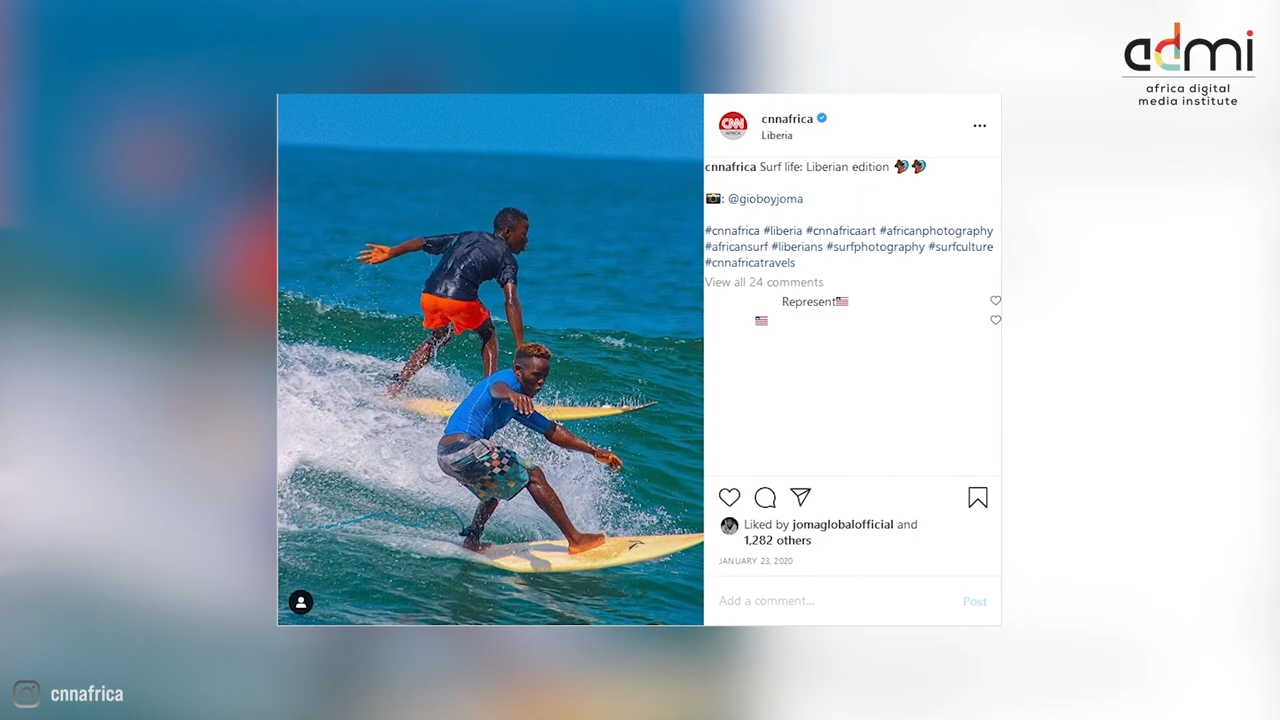 admi
africa digital
media institute
CNN
AFRICA
cnnafrica
Liberia
cnnafrica Surf life: Liberian edition
: @gioboyjoma
#cnnafrica #liberia #cnnafricaart #africanphotography
#africansurf #liberians #surfphotography #surfculture
#cnnafricatravels
View all 24 comments
Represent
Liked by jomaglobalofficial and
1,282 others
JANUARY 23, 2020
Add a comment... Post
cnnafrica